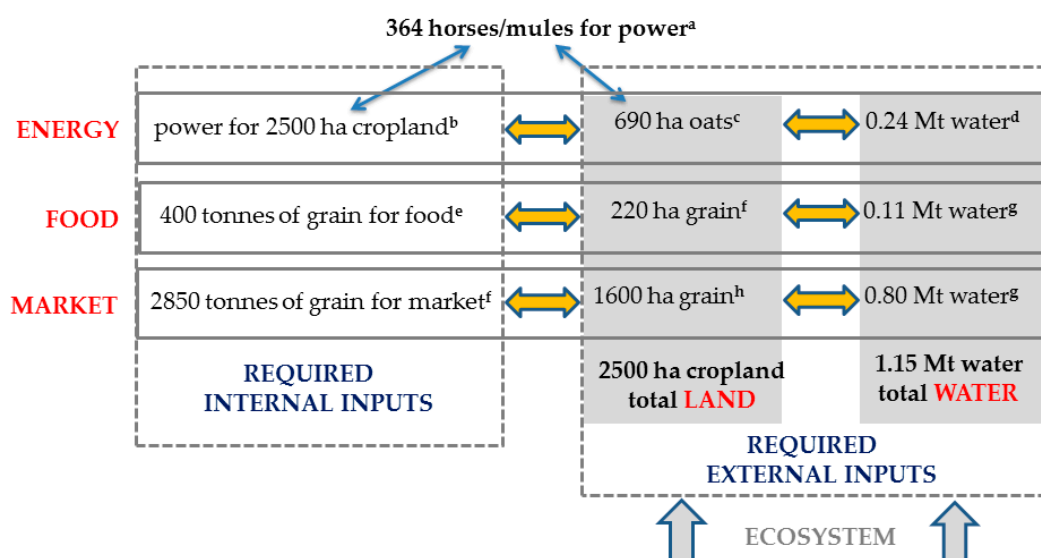 364 horses/mules for powerᵃ
ENERGY
power for 2500 ha croplandᵇ
690 ha oatsᶜ
0.24 Mt waterᵈ
FOOD
400 tonnes of grain for foodᵉ
220 ha grainᶠ
0.11 Mt waterᵍ
MARKET
2850 tonnes of grain for marketᶠ
1600 ha grainʰ
0.80 Mt waterᵍ
REQUIRED
INTERNAL INPUTS
2500 ha cropland
total LAND
1.15 Mt water
total WATER
REQUIRED
EXTERNAL INPUTS
ECOSYSTEM